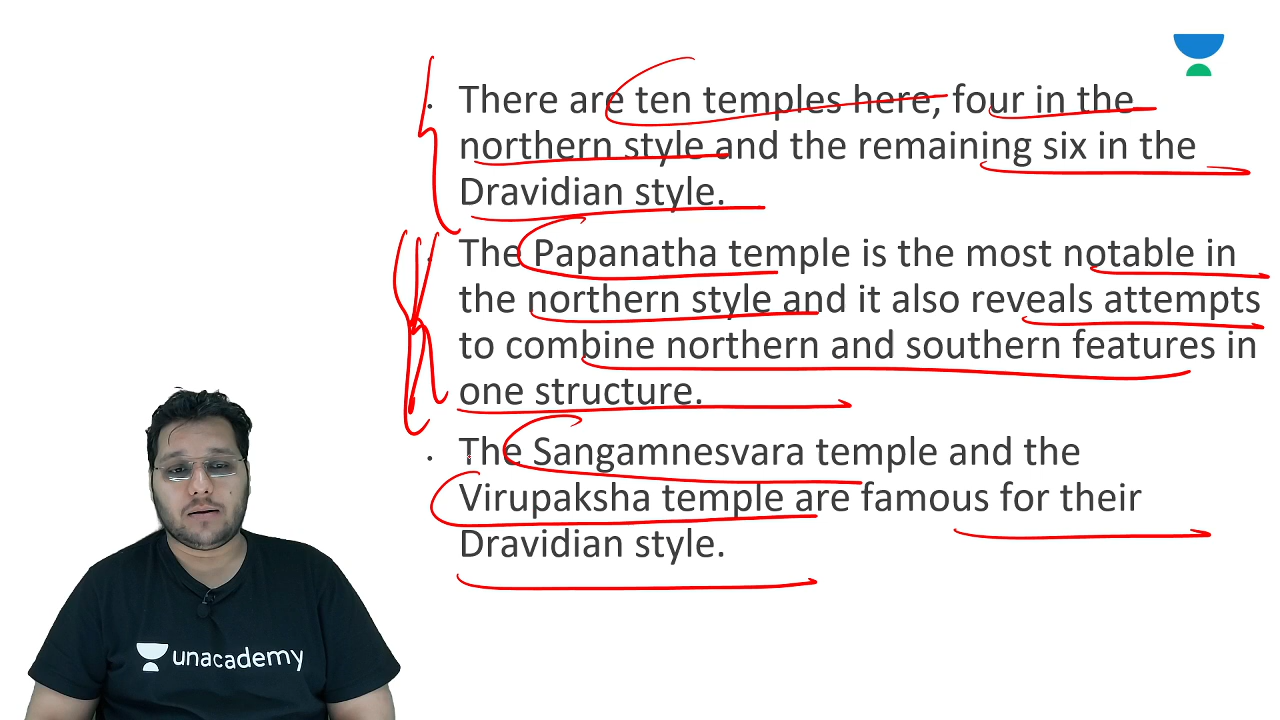 There are ten temples here, four in the
northern style and the remaining six in the
Dravidian style.
The Papanatha temple is the most notable in
the northern style and it also reveals attempts
to combine northern and southern features in
one structure.
The Sangamnesvara temple and the
Virupaksha temple are famous for their
Dravidian style.
unacademy